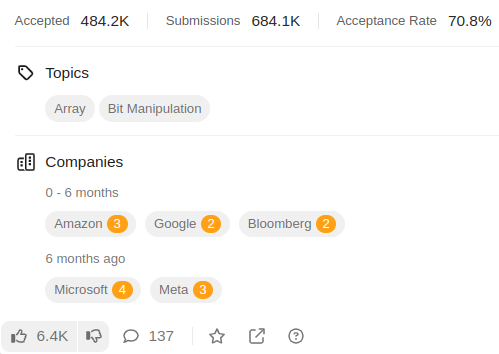 Accepted 484.2K Submissions 684.1K Acceptance Rate 70.8%
Topics
Array Bit Manipulation
Companies
0 - 6 months
Amazon 3 Google 2 Bloomberg 2
6 months ago
Microsoft 4 Meta 3
6.4K 137